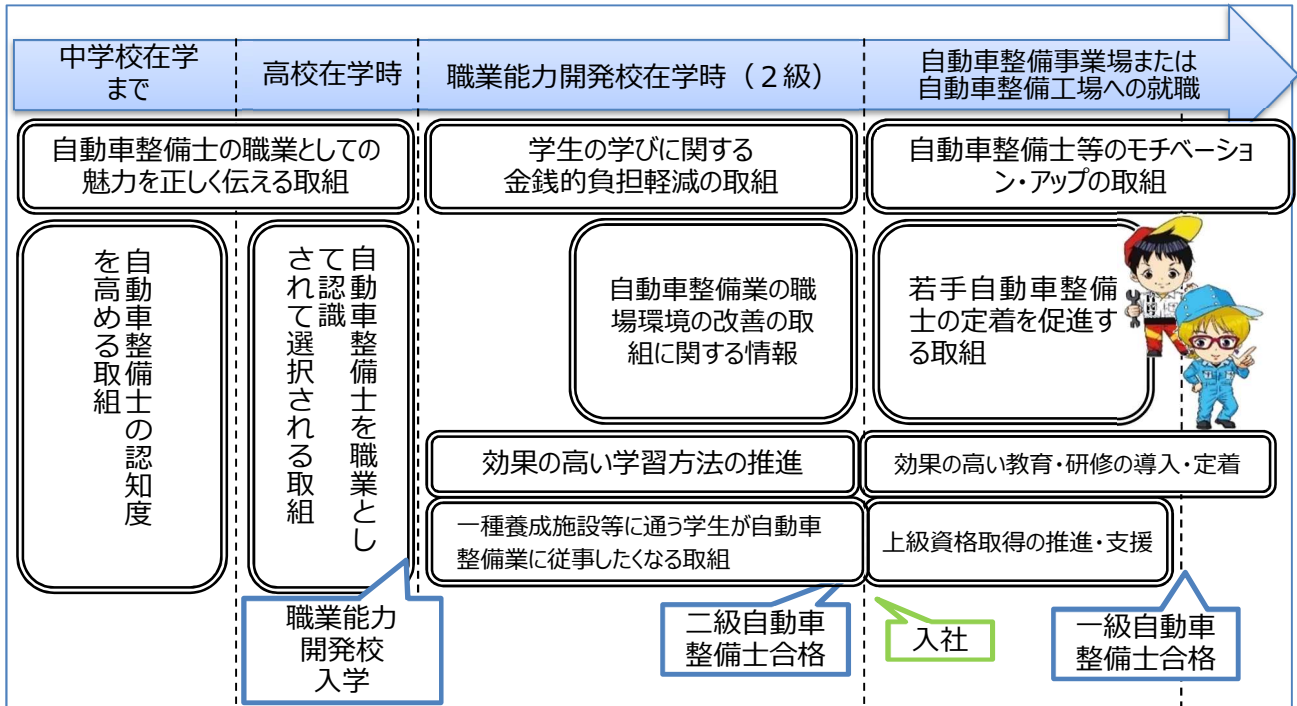 中学校在学
まで
高校在学時
職業能力開発校在学時（２級）
自動車整備事業場または
自動車整備工場への就職
自動車整備士の職業としての
魅力を正しく伝える取組
学生の学びに関する
金銭的負担軽減の取組
自動車整備士等のモチベーショ
ン・アップの取組
自動車整備士の認知度
を高める取組
自動車整備士を職業とし
て認識
されて選択される取組
自動車整備業の職
場環境の改善の取
組に関する情報
若手自動車整備
士の定着を促進す
る取組
効果の高い学習方法の推進
効果の高い教育・研修の導入・定着
一種養成施設等に通う学生が自動車
整備業に従事したくなる取組
上級資格取得の推進・支援
職業能力
開発校
入学
二級自動車
整備士合格
入社
一級自動車
整備士合格